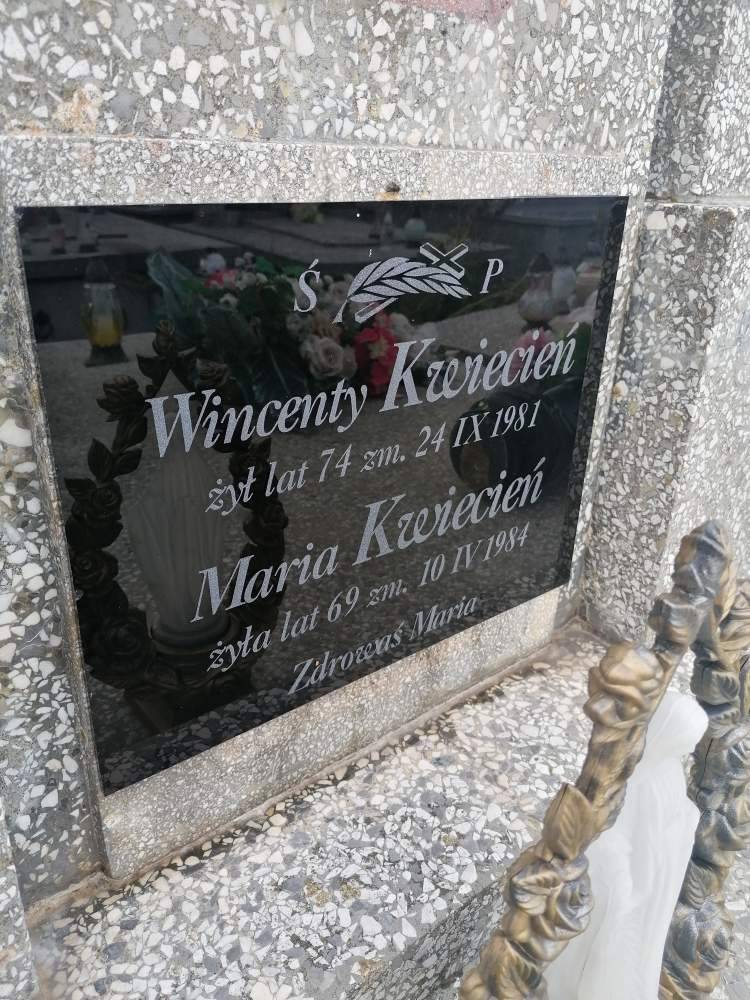 Ś P
Wincenty Kwiecień
żył lat 74 zm. 24 IX 1981
Maria Kwiecień
żyła lat 69 zm. 10 IV 1984
Zdrowaś Maria